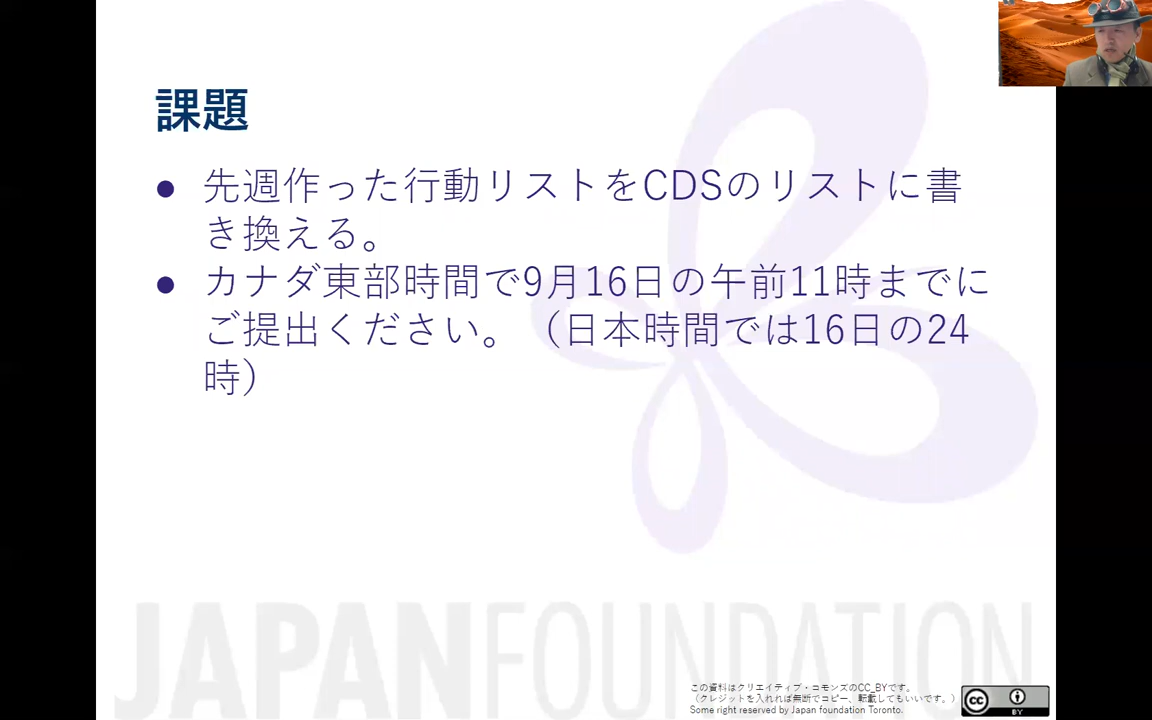 課題
● 先週作った行動リストをCDSのリストに書
き換える。
● カナダ東部時間で9月16日の午前11時までに
ご提出ください。（日本時間では16日の24
時）
JAPANFOUNDATION
この資料はクリエイティブ・コモンズのCC_BYです。
（クレジットを入れれば無断でコピー、転載してもいいです。）
Some right reserved by Japan foundation Toronto.
cc
BY